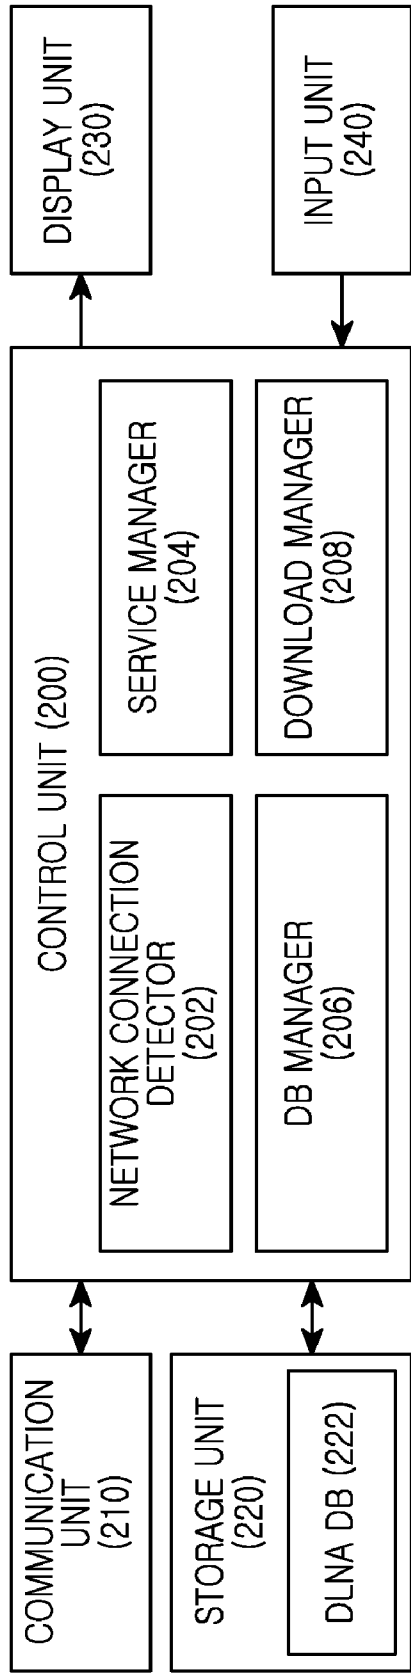 COMMUNICATION
UNIT
(210)
STORAGE UNIT
(220)
DLNA DB (222)
CONTROL UNIT (200)
NETWORK CONNECTION
DETECTOR
(202)
SERVICE MANAGER
(204)
DB MANAGER
(206)
DOWNLOAD MANAGER
(208)
DISPLAY UNIT
(230)
INPUT UNIT
(240)